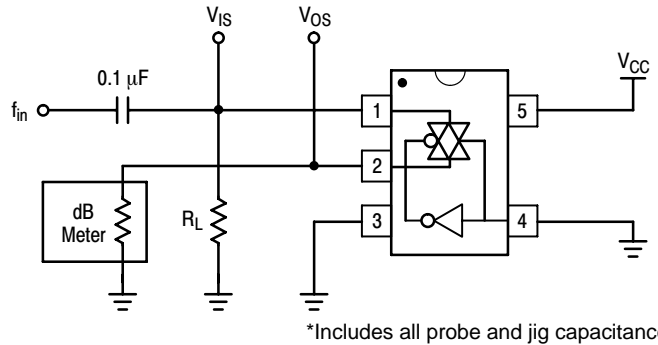 V_IS
V_OS
0.1 μF
V_CC
f_in
1
5
2
dB
Meter
R_L
3
4
*Includes all probe and jig capacitance